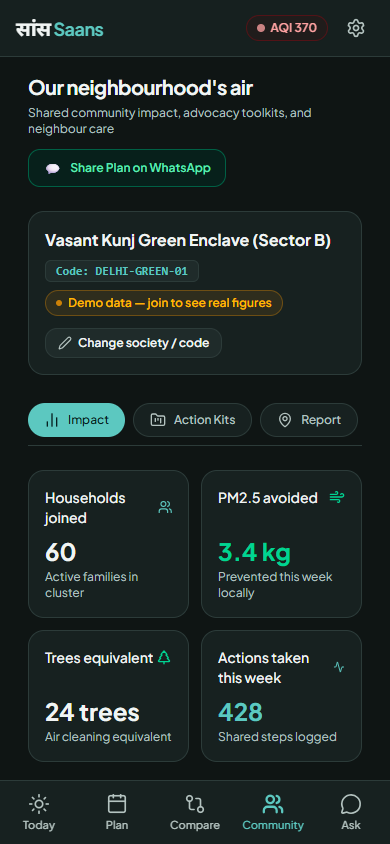 सांस Saans
AQI 370
Our neighbourhood's air
Shared community impact, advocacy toolkits, and
neighbour care
Share Plan on WhatsApp
Vasant Kunj Green Enclave (Sector B)
Code: DELHI-GREEN-01
Demo data — join to see real figures
Change society / code
Impact
Action Kits
Report
Households
joined
60
Active families in
cluster
PM2.5 avoided
3.4 kg
Prevented this week
locally
Trees equivalent
24 trees
Air cleaning equivalent
Actions taken
this week
428
Shared steps logged
Today
Plan
Compare
Community
Ask